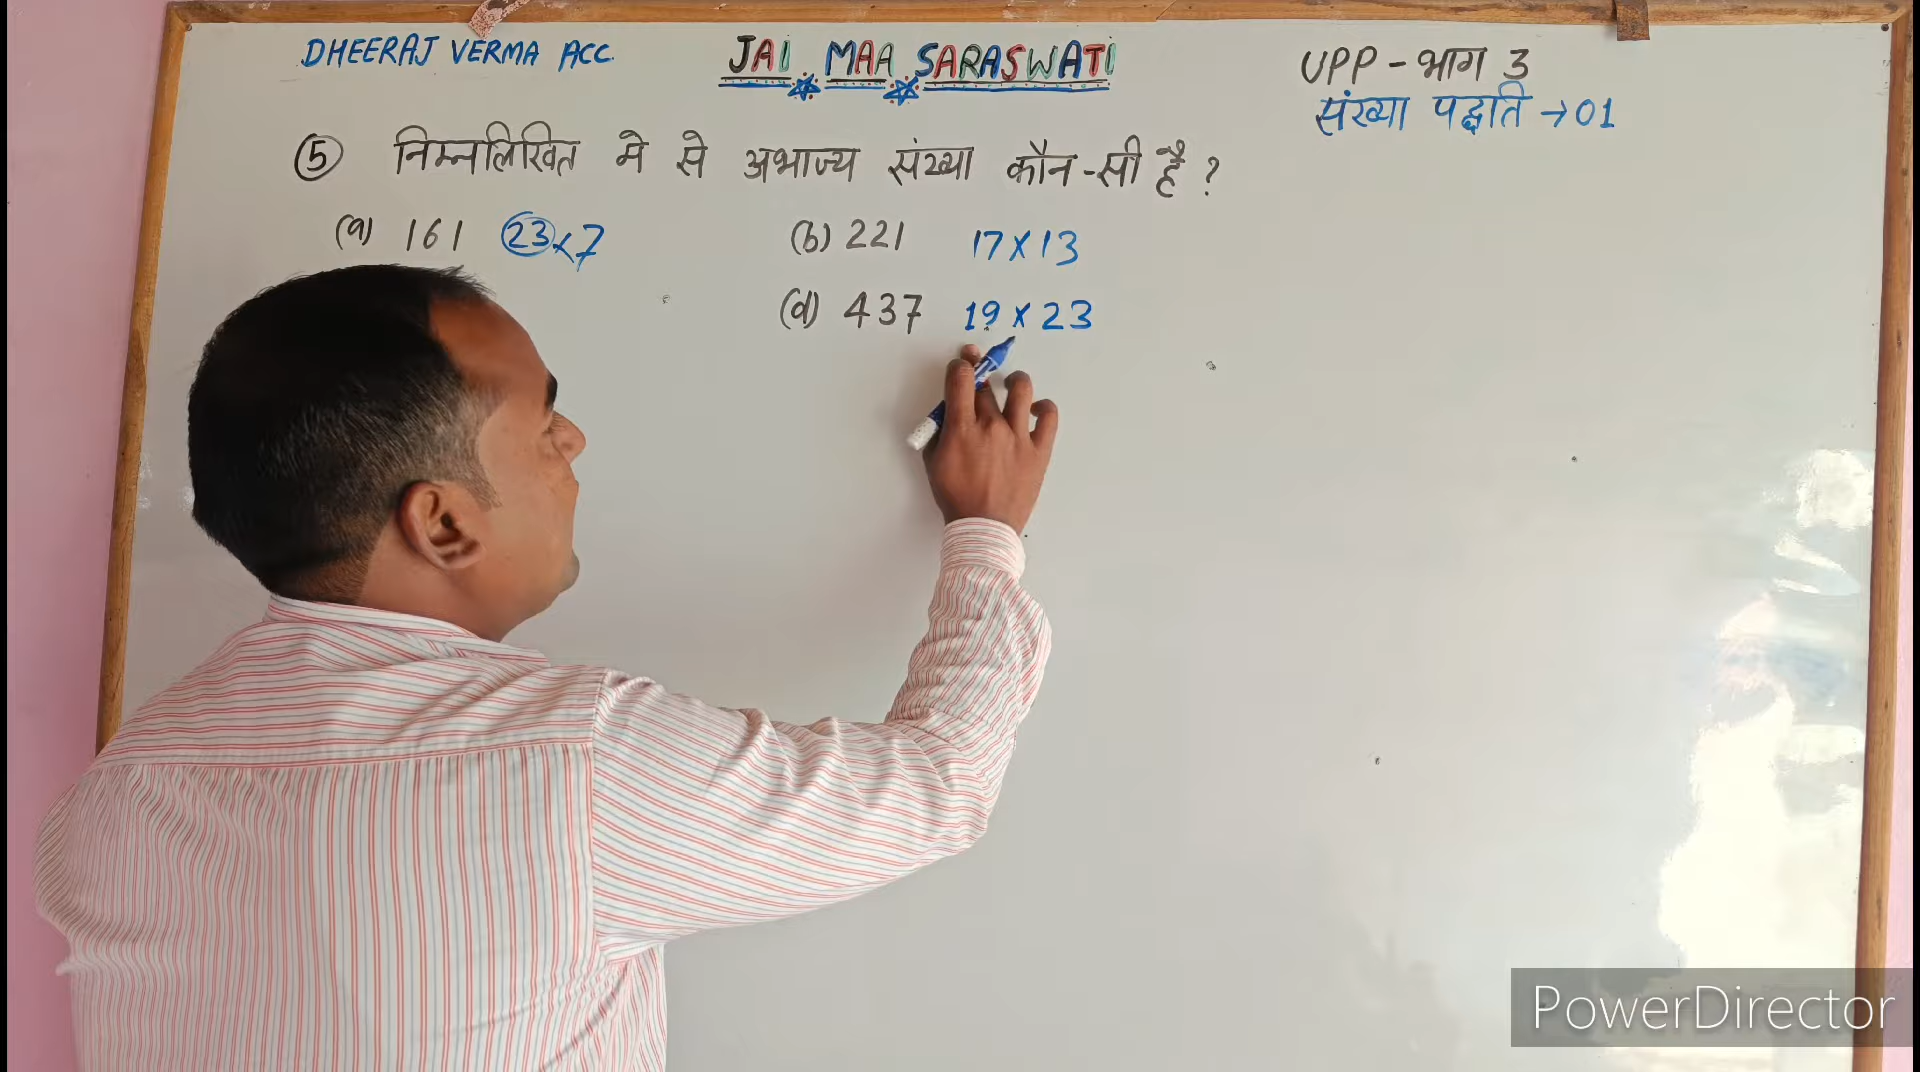 DHEERAJ VERMA ACC.
JAI MAA SARASWATI
UPP - भाग 3
संख्या पद्धति → 01
⑤ निम्नलिखित मे से अभाज्य संख्या कौन-सी है ?
(a) 161 23 × 7
(b) 221 17 × 13
(d) 437 19 × 23
PowerDirector